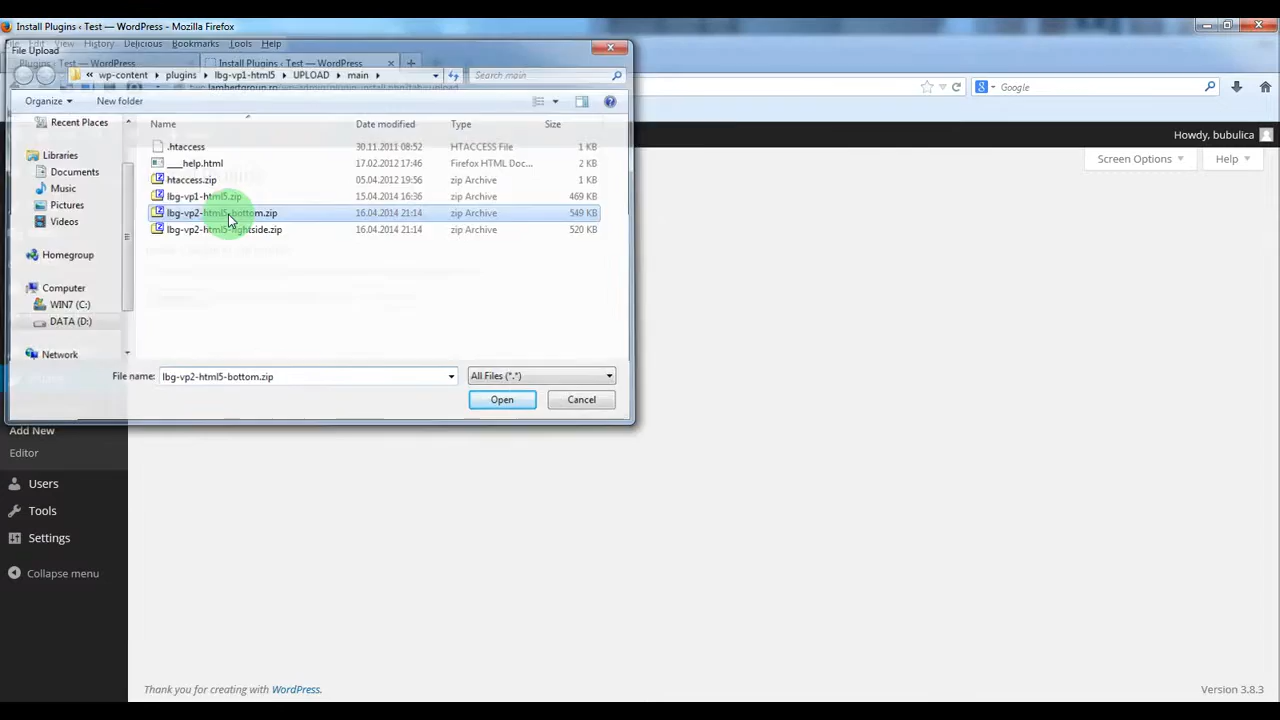 Install Plugins ‹ Test — WordPress - Mozilla Firefox
File Upload
View History Delicious Bookmarks Tools Help
Plugins ‹ Test — WordPress
Install Plugins ‹ Test — WordPress
wp-content plugins lbg-vp1-html5 UPLOAD main
Search main
Google
Organize
New folder
Howdy, bubulica
Screen Options
Help
Recent Places
Libraries
Documents
Music
Pictures
Videos
Homegroup
Computer
WIN7 (C:)
DATA (D:)
Network
Name Date modified Type Size
.htaccess 30.11.2011 08:52 HTACCESS File 1 KB
___help.html 17.02.2012 17:46 Firefox HTML Doc... 2 KB
htaccess.zip 05.04.2012 19:56 zip Archive 1 KB
lbg-vp1-html5.zip 15.04.2014 16:36 zip Archive 469 KB
lbg-vp2-html5-bottom.zip 16.04.2014 21:14 zip Archive 549 KB
lbg-vp2-html5-rightside.zip 16.04.2014 21:14 zip Archive 520 KB
File name: lbg-vp2-html5-bottom.zip
All Files (*.*)
Open
Cancel
Add New
Editor
Users
Tools
Settings
Collapse menu
Thank you for creating with WordPress.
Version 3.8.3